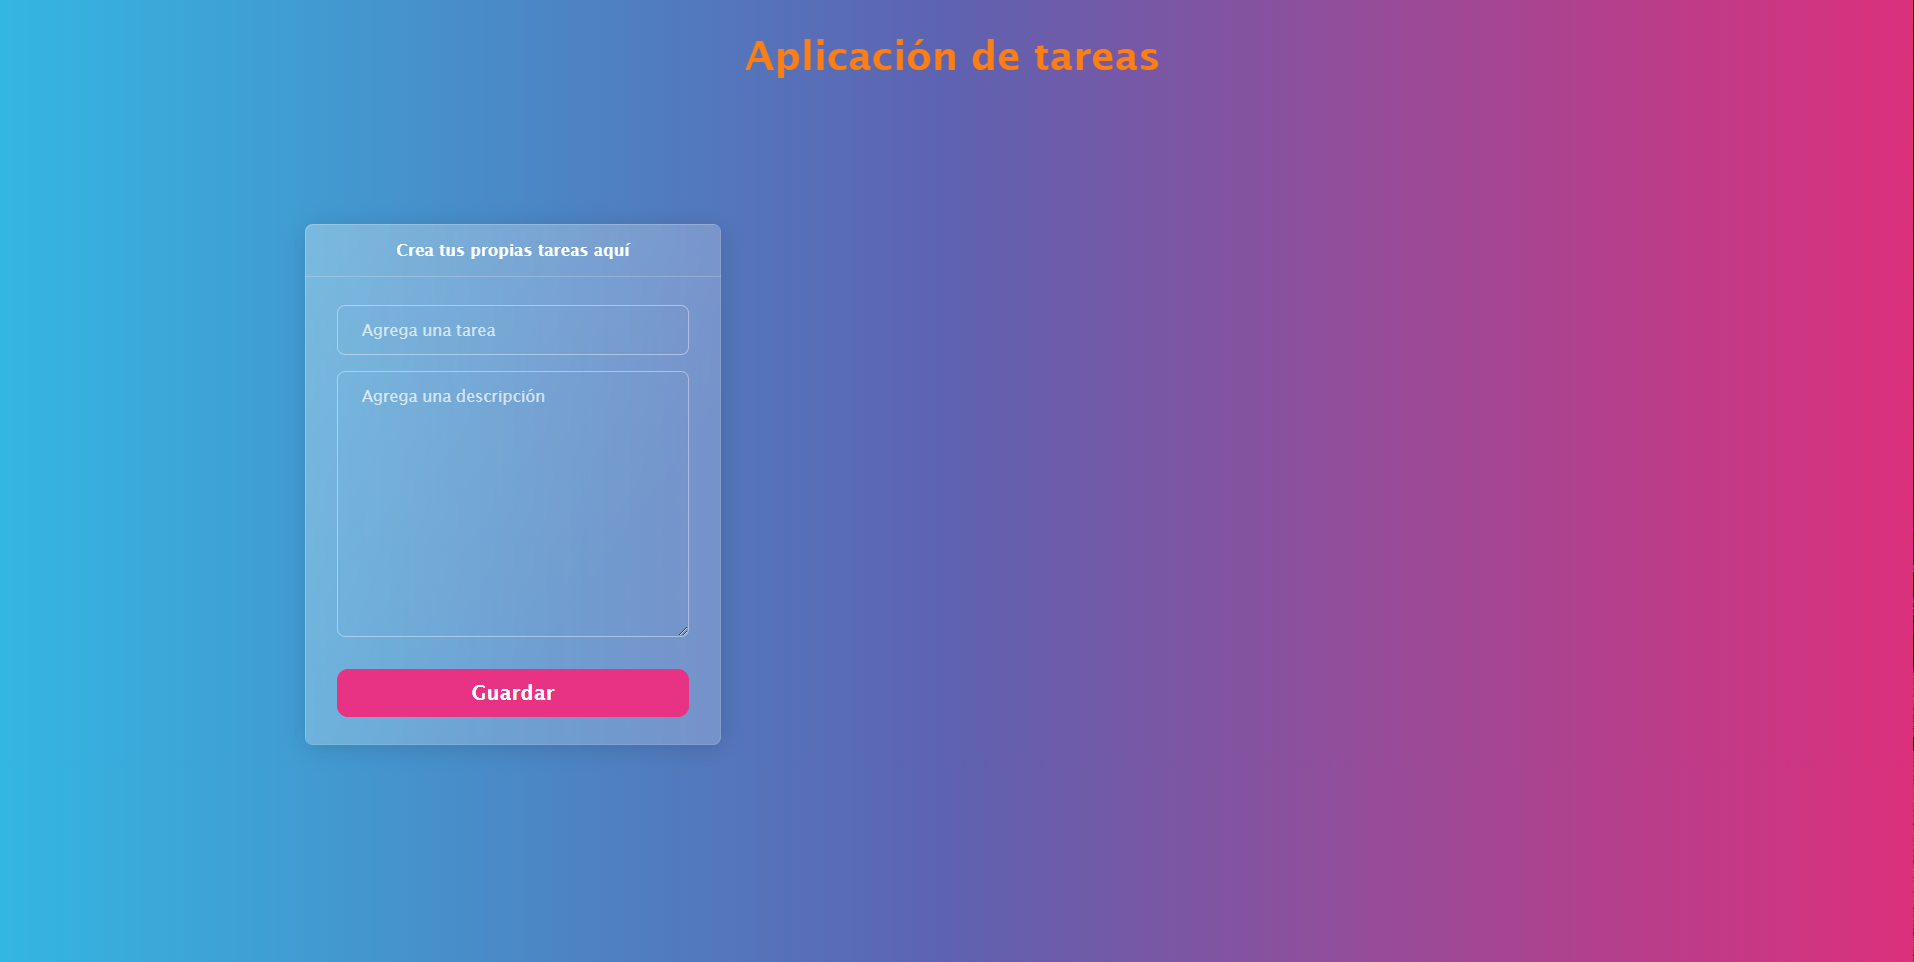 Aplicación de tareas
Crea tus propias tareas aquí
Agrega una tarea
Agrega una descripción
Guardar